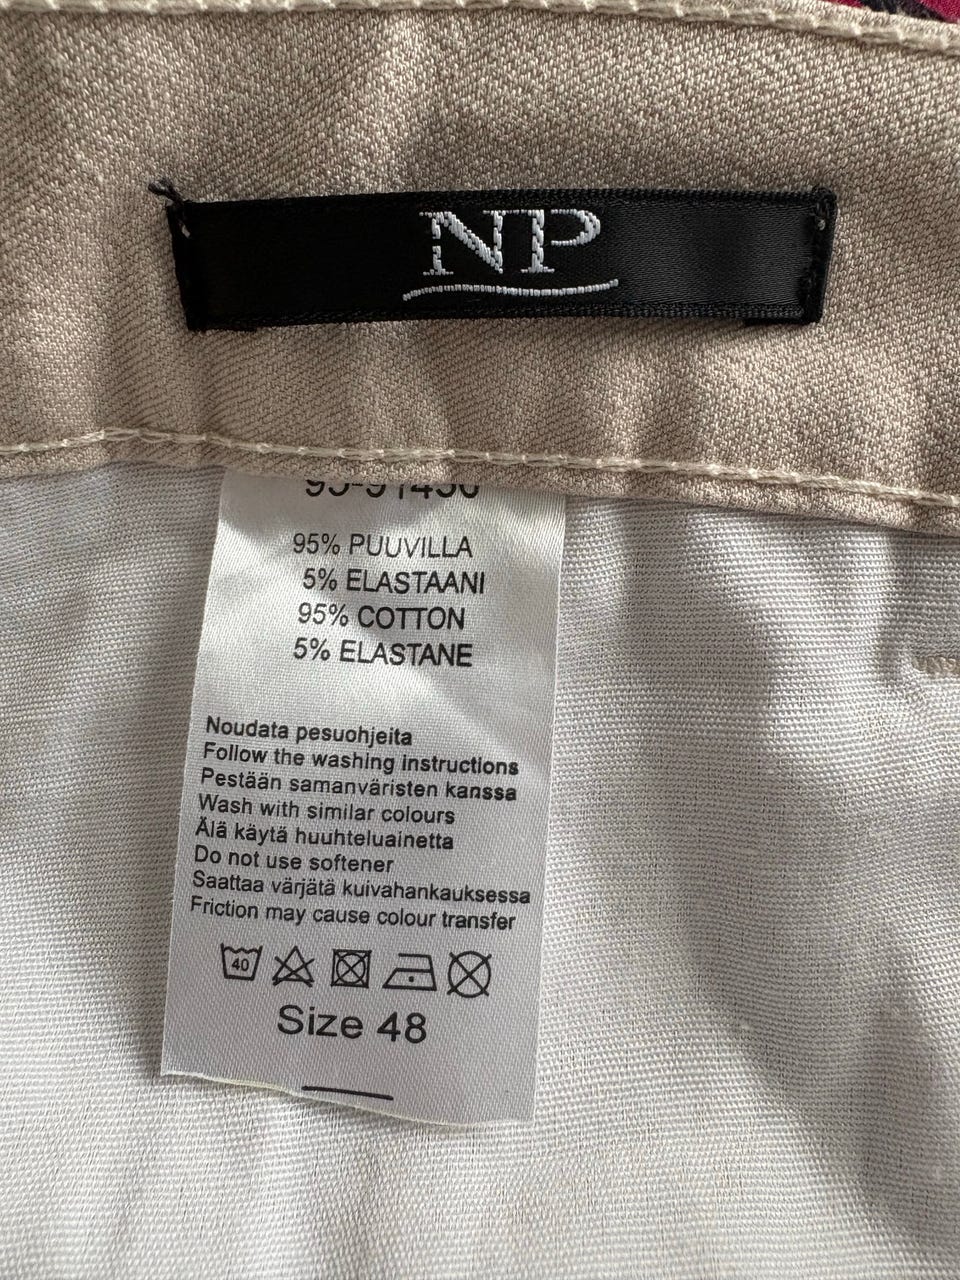 NP
95-91450
95% PUUVILLA
5% ELASTAANI
95% COTTON
5% ELASTANE
Noudata pesuohjeita
Follow the washing instructions
Pestään samanväristen kanssa
Wash with similar colours
Älä käytä huuhteluainetta
Do not use softener
Saattaa värjätä kuivahankauksessa
Friction may cause colour transfer
40
Size 48